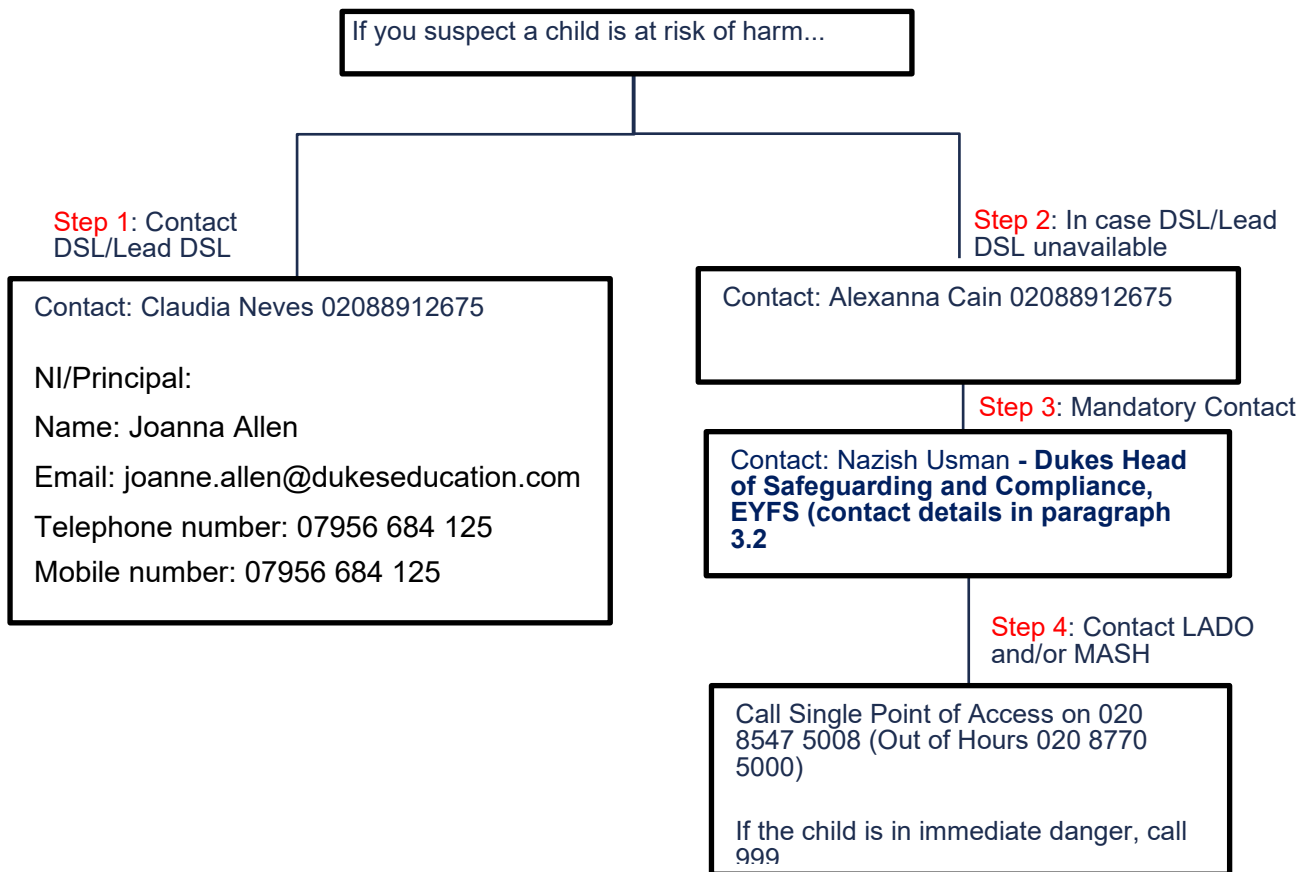 If you suspect a child is at risk of harm...
Step 1: Contact
DSL/Lead DSL
Contact: Claudia Neves 02088912675
NI/Principal:
Name: Joanna Allen
Email: joanne.allen@dukeseducation.com
Telephone number: 07956 684 125
Mobile number: 07956 684 125
Step 2: In case DSL/Lead
DSL unavailable
Contact: Alexanna Cain 02088912675
Step 3: Mandatory Contact
Contact: Nazish Usman - Dukes Head
of Safeguarding and Compliance,
EYFS (contact details in paragraph
3.2
Step 4: Contact LADO
and/or MASH
Call Single Point of Access on 020
8547 5008 (Out of Hours 020 8770
5000)
If the child is in immediate danger, call
999